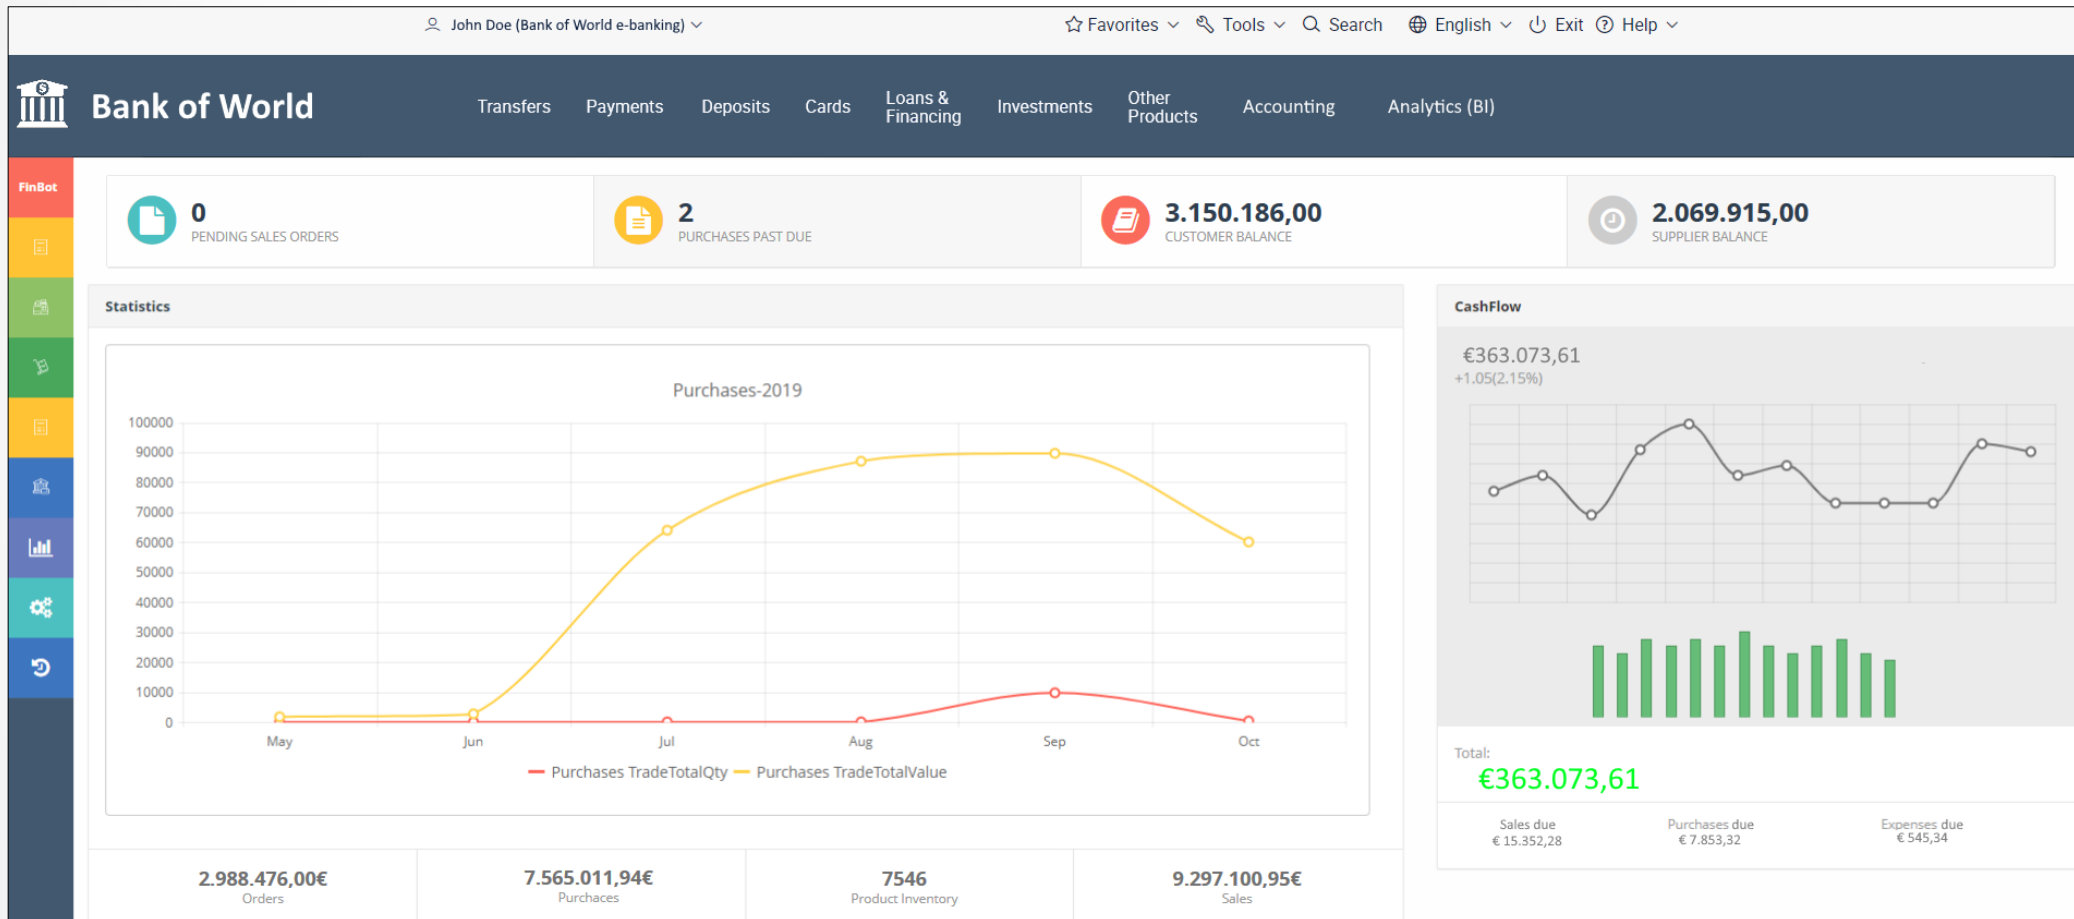 John Doe (Bank of World e-banking)
Favorites Tools Search English Exit Help
Bank of World
Transfers Payments Deposits Cards Loans & Financing Investments Other Products Accounting Analytics (BI)
FinBot
0
PENDING SALES ORDERS
2
PURCHASES PAST DUE
3.150.186,00
CUSTOMER BALANCE
2.069.915,00
SUPPLIER BALANCE
Statistics
Purchases-2019
100000
90000
80000
70000
60000
50000
40000
30000
20000
10000
0
May Jun Jul Aug Sep Oct
Purchases TradeTotalQty Purchases TradeTotalValue
2.988.476,00€
Orders
7.565.011,94€
Purchaces
7546
Product Inventory
9.297.100,95€
Sales
CashFlow
€363.073,61
+1.05(2.15%)
Total:
€363.073,61
Sales due
€ 15.352,28
Purchases due
€ 7.853,32
Expenses due
€ 545,34